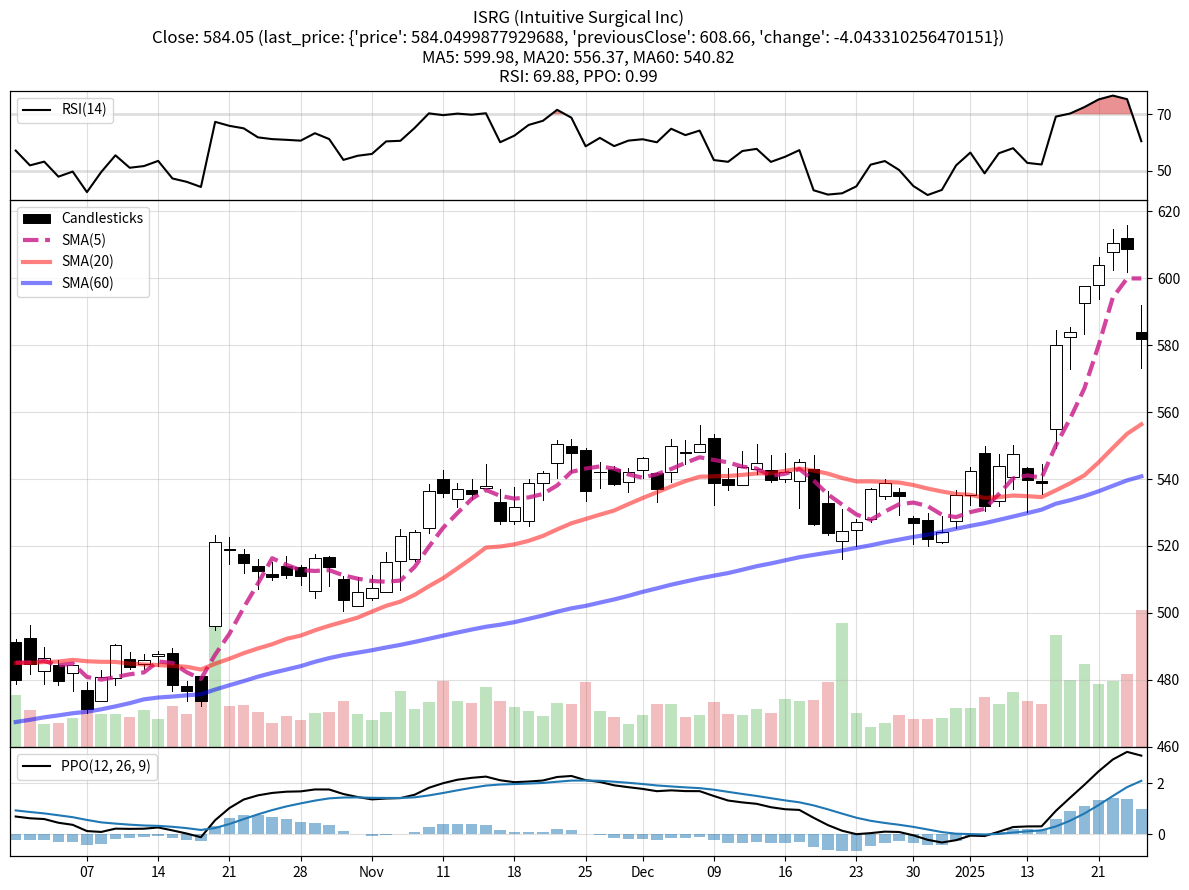 ISRG (Intuitive Surgical Inc)
Close: 584.05 (last_price: {'price': 584.0499877929688, 'previousClose': 608.66, 'change': -4.043310256470151})
MA5: 599.98, MA20: 556.37, MA60: 540.82
RSI: 69.88, PPO: 0.99
RSI(14)
70
50
Candlesticks
SMA(5)
SMA(20)
SMA(60)
620
600
580
560
540
520
500
480
460
PPO(12, 26, 9)
2
0
07 14 21 28 Nov 11 18 25 Dec 09 16 23 30 2025 13 21